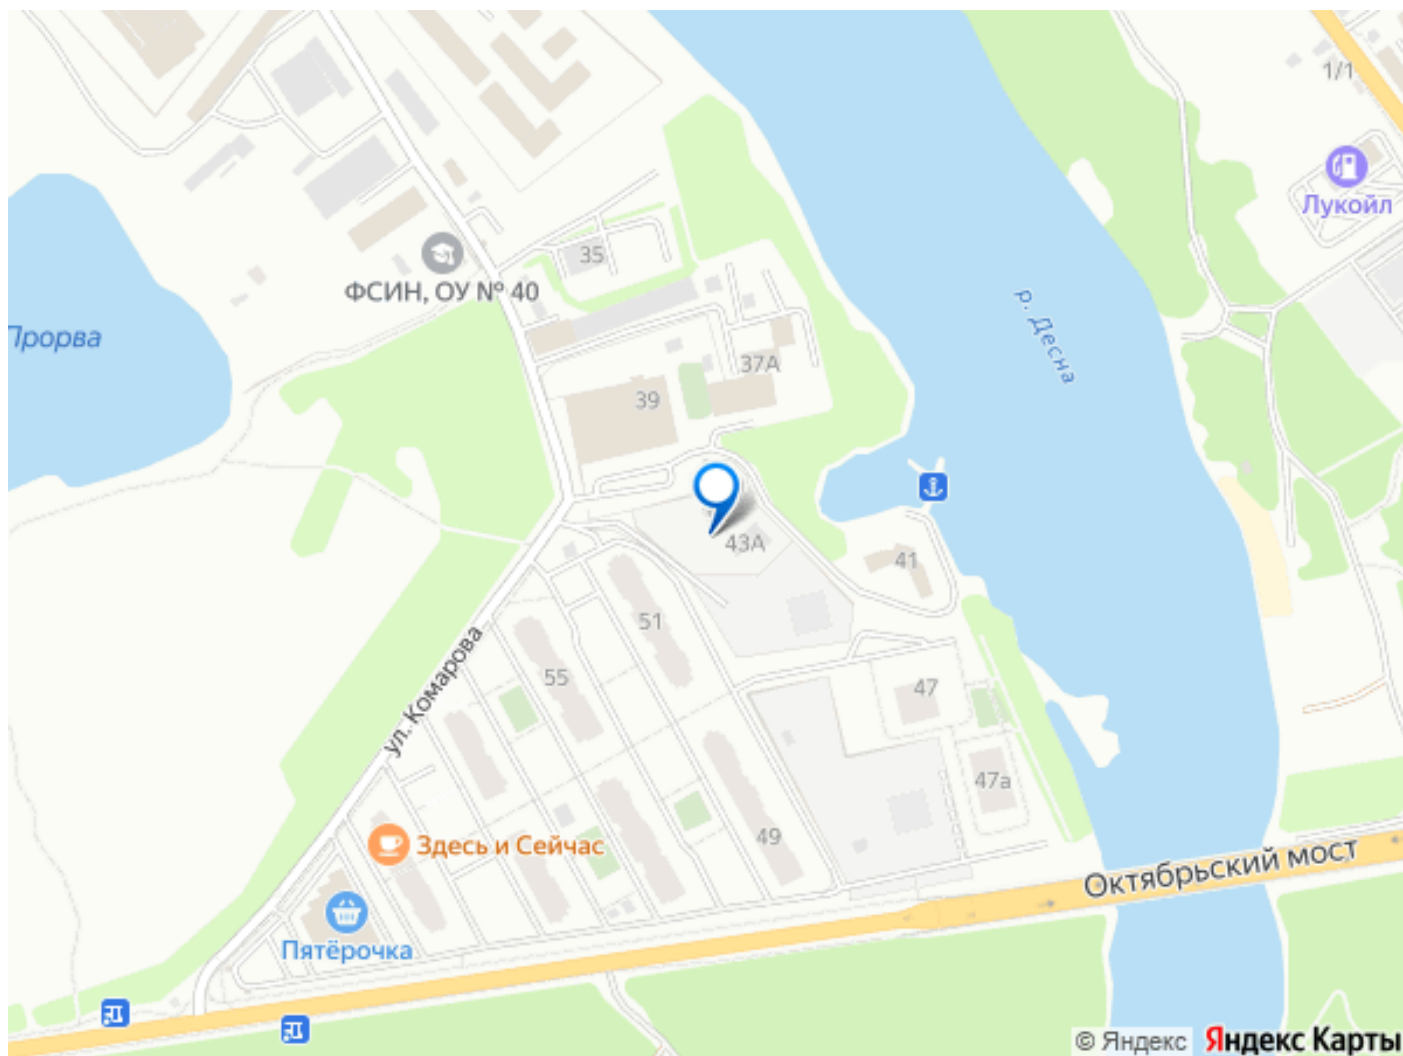 1/1
Лукойл
35
ФСИН, ОУ № 40
р. Десна
Прорва
37А
39
43А
41
51
ул. Комарова
55
47
47а
49
Здесь и Сейчас
Октябрьский мост
Пятёрочка
© Яндекс Яндекс Карты